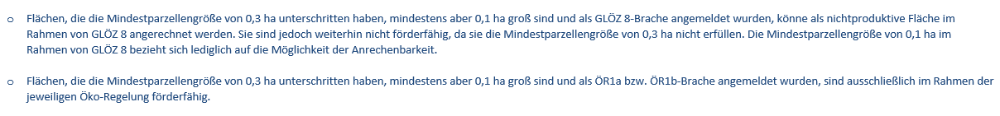 o Flächen, die die Mindestparzellengröße von 0,3 ha unterschritten haben, mindestens aber 0,1 ha groß sind und als GLÖZ 8-Brache angemeldet wurden, könne als nichtproduktive Fläche im
Rahmen von GLÖZ 8 angerechnet werden. Sie sind jedoch weiterhin nicht förderfähig, da sie die Mindestparzellengröße von 0,3 ha nicht erfüllen. Die Mindestparzellengröße von 0,1 ha im
Rahmen von GLÖZ 8 bezieht sich lediglich auf die Möglichkeit der Anrechenbarkeit.
o Flächen, die die Mindestparzellengröße von 0,3 ha unterschritten haben, mindestens aber 0,1 ha groß sind und als ÖR1a bzw. ÖR1b-Brache angemeldet wurden, sind ausschließlich im Rahmen der
jeweiligen Öko-Regelung förderfähig.